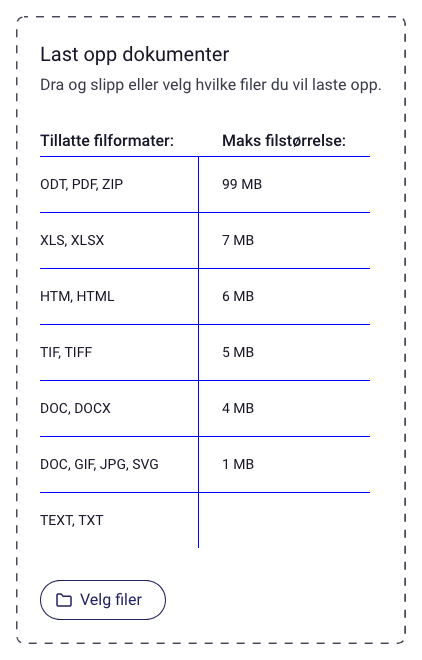 Last opp dokumenter
Dra og slipp eller velg hvilke filer du vil laste opp.
Tillatte filformater: Maks filstørrelse:
ODT, PDF, ZIP 99 MB
XLS, XLSX 7 MB
HTM, HTML 6 MB
TIF, TIFF 5 MB
DOC, DOCX 4 MB
DOC, GIF, JPG, SVG 1 MB
TEXT, TXT
Velg filer